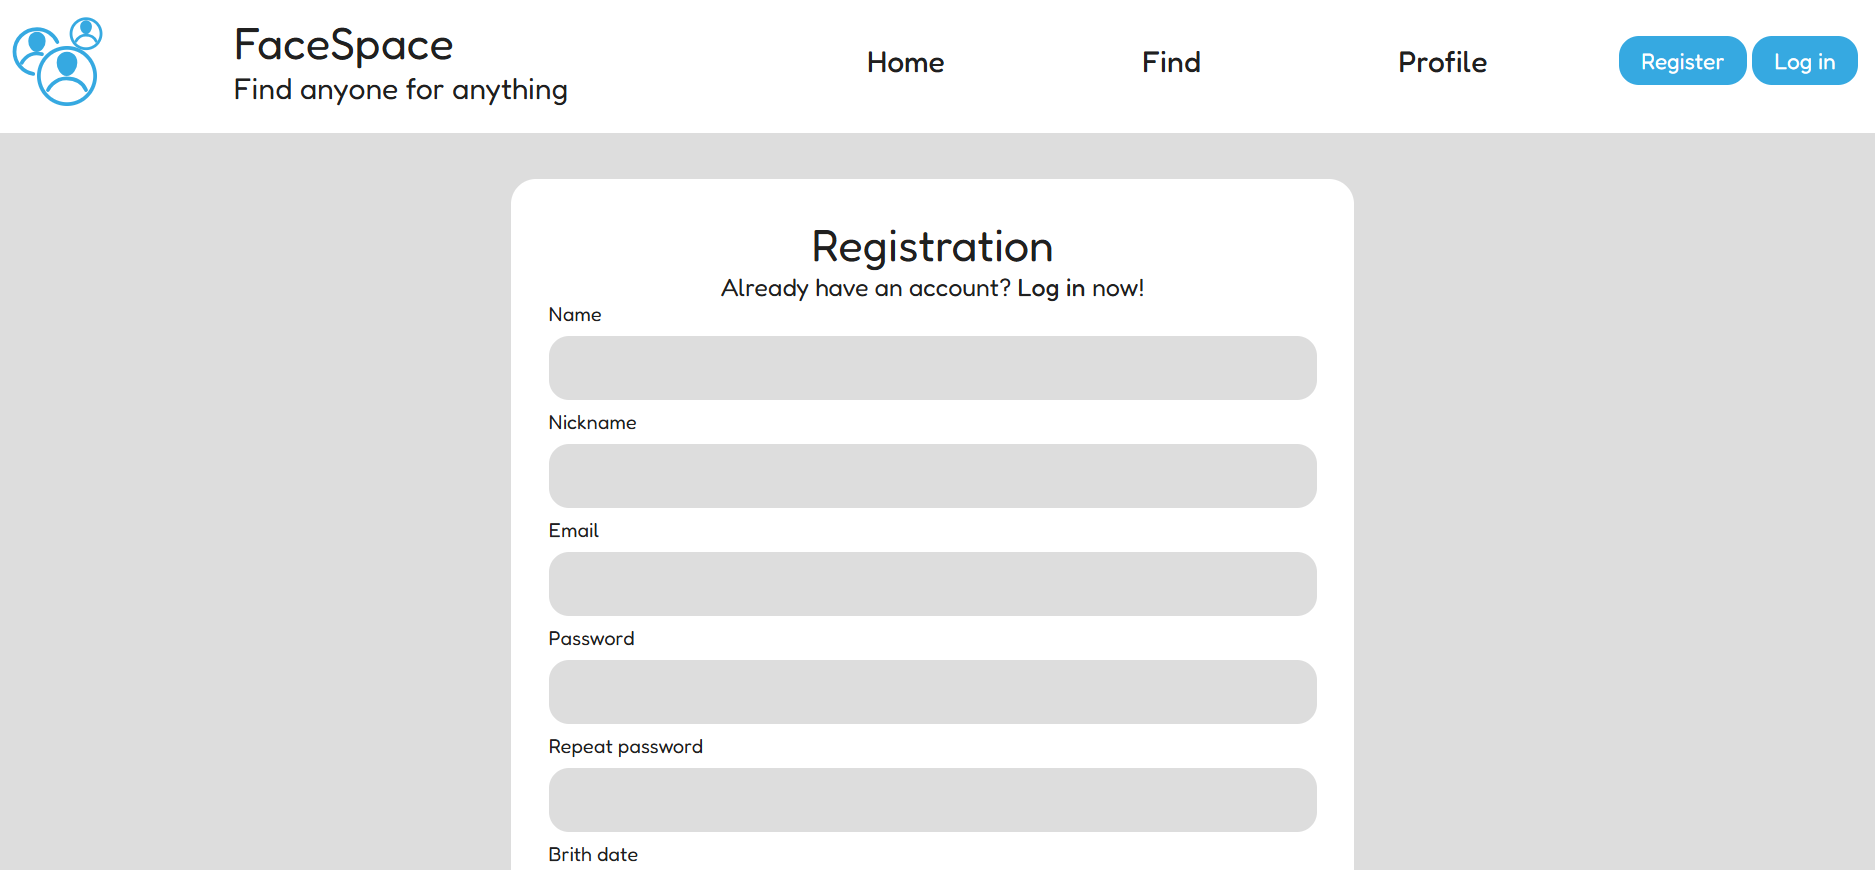 FaceSpace
Find anyone for anything
Home
Find
Profile
Register
Log in
Registration
Already have an account? Log in now!
Name
Nickname
Email
Password
Repeat password
Brith date